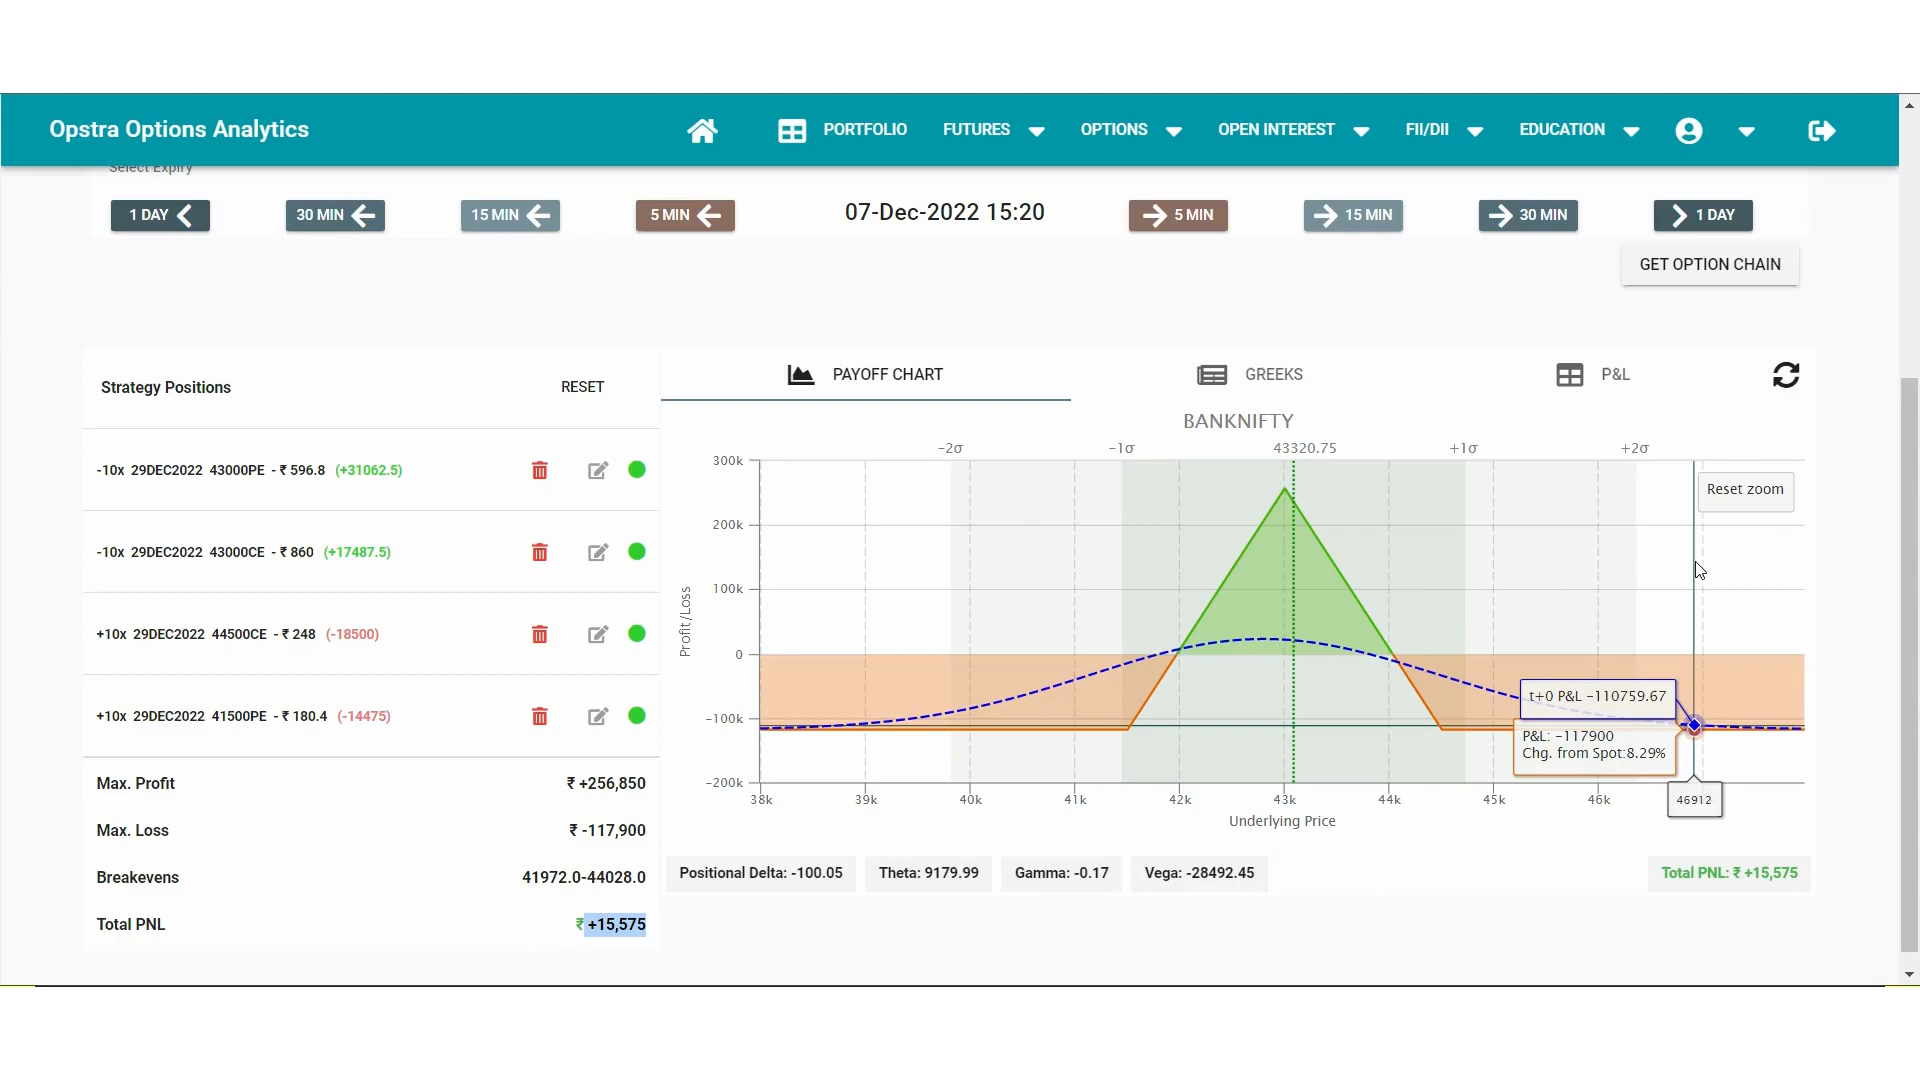 Opstra Options Analytics
PORTFOLIO
FUTURES
OPTIONS
OPEN INTEREST
FII/DII
EDUCATION
Select Expiry
1 DAY
30 MIN
15 MIN
5 MIN
07-Dec-2022 15:20
5 MIN
15 MIN
30 MIN
1 DAY
GET OPTION CHAIN
Strategy Positions
RESET
-10x 29DEC2022 43000PE - ₹ 596.8 (+31062.5)
-10x 29DEC2022 43000CE - ₹ 860 (+17487.5)
+10x 29DEC2022 44500CE - ₹ 248 (-18500)
+10x 29DEC2022 41500PE - ₹ 180.4 (-14475)
Max. Profit ₹ +256,850
Max. Loss ₹ -117,900
Breakevens 41972.0-44028.0
Total PNL ₹ +15,575
PAYOFF CHART
GREEKS
P&L
BANKNIFTY
-2σ -1σ 43320.75 +1σ +2σ
300k
200k
100k
0
-100k
-200k
Profit/Loss
Reset zoom
t+0 P&L -110759.67
P&L: -117900
Chg. from Spot:8.29%
38k 39k 40k 41k 42k 43k 44k 45k 46k
46912
Underlying Price
Positional Delta: -100.05
Theta: 9179.99
Gamma: -0.17
Vega: -28492.45
Total PNL: ₹ +15,575